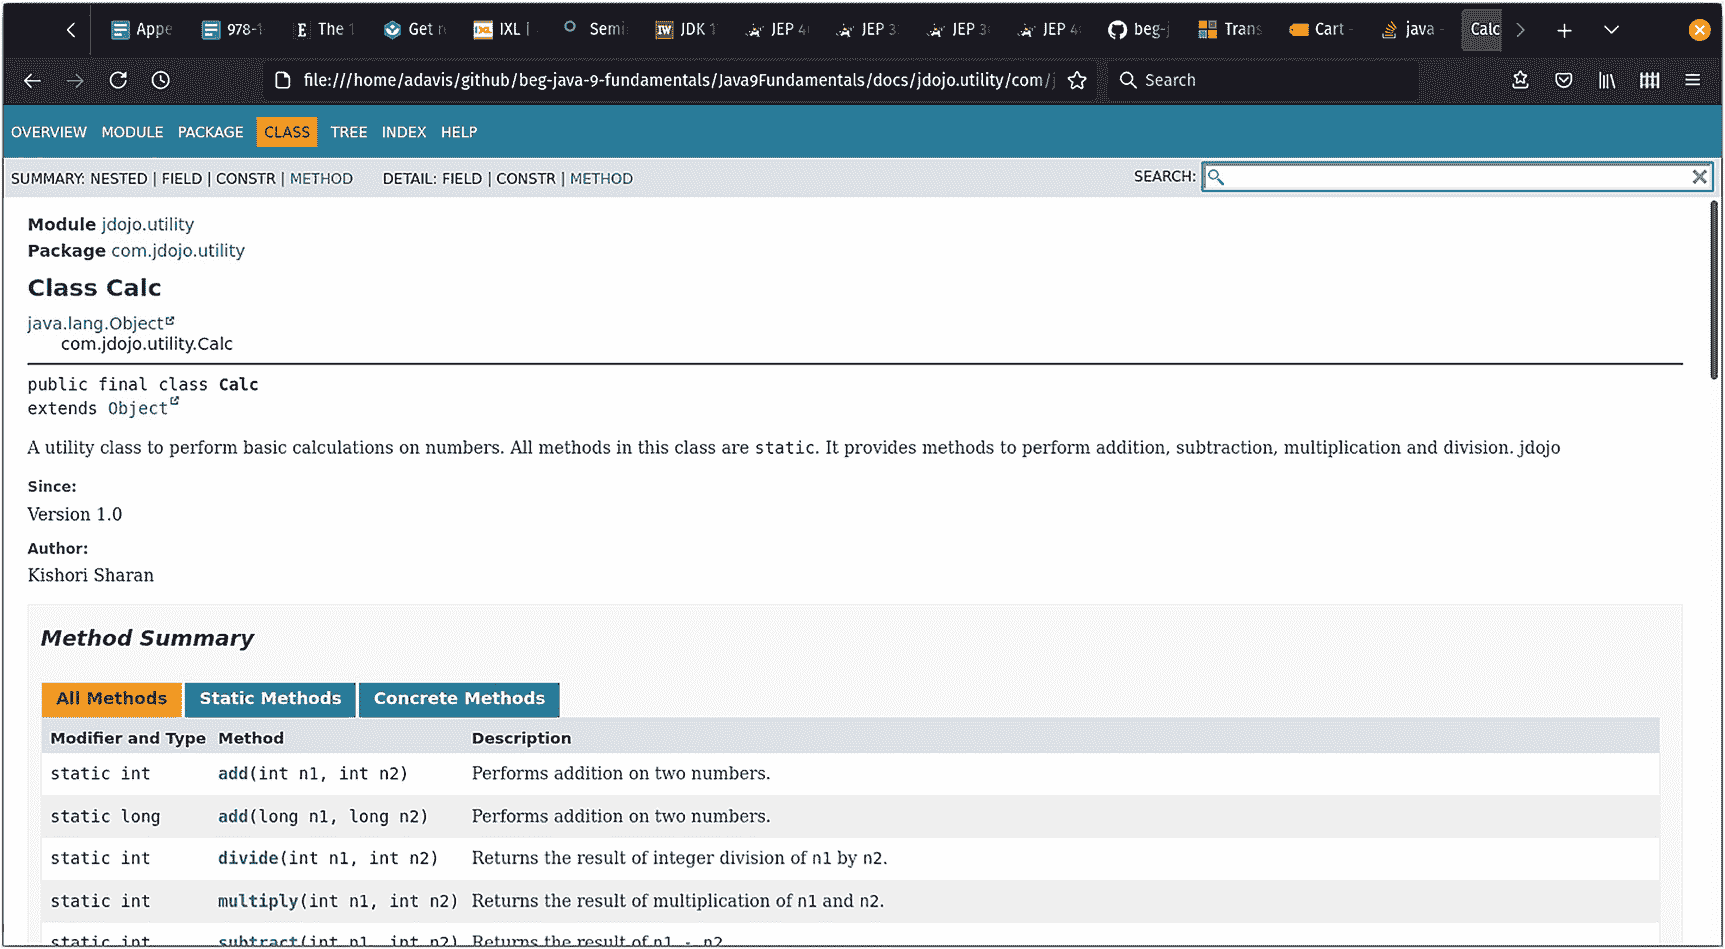 Appe 978-1 The 1 Get r IXL | Semi JDK 1 JEP 4 JEP 3 JEP 3 JEP 4 beg-j Trans Cart - java - Calc
file:///home/adavis/github/beg-java-9-fundamentals/Java9Fundamentals/docs/jdojo.utility/com/j Search
OVERVIEW MODULE PACKAGE CLASS TREE INDEX HELP
SUMMARY: NESTED | FIELD | CONSTR | METHOD DETAIL: FIELD | CONSTR | METHOD SEARCH:
Module jdojo.utility
Package com.jdojo.utility
Class Calc
java.lang.Object
com.jdojo.utility.Calc
public final class Calc
extends Object
A utility class to perform basic calculations on numbers. All methods in this class are static. It provides methods to perform addition, subtraction, multiplication and division. jdojo
Since:
Version 1.0
Author:
Kishori Sharan
Method Summary
All Methods Static Methods Concrete Methods
Modifier and Type Method Description
static int add(int n1, int n2) Performs addition on two numbers.
static long add(long n1, long n2) Performs addition on two numbers.
static int divide(int n1, int n2) Returns the result of integer division of n1 by n2.
static int multiply(int n1, int n2) Returns the result of multiplication of n1 and n2.
static int subtract(int n1, int n2) Returns the result of n1 - n2.